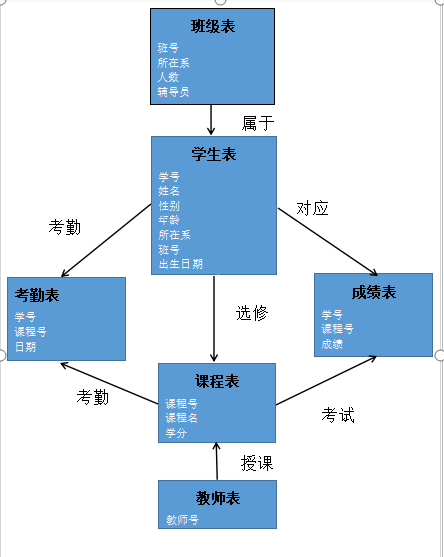 班级表
班号
所在系
人数
辅导员
属于
学生表
学号
姓名
性别
年龄
所在系
班号
出生日期
考勤
对应
考勤表
学号
课程号
日期
选修
成绩表
学号
课程号
成绩
考勤
课程表
课程号
课程名
学分
考试
授课
教师表
教师号